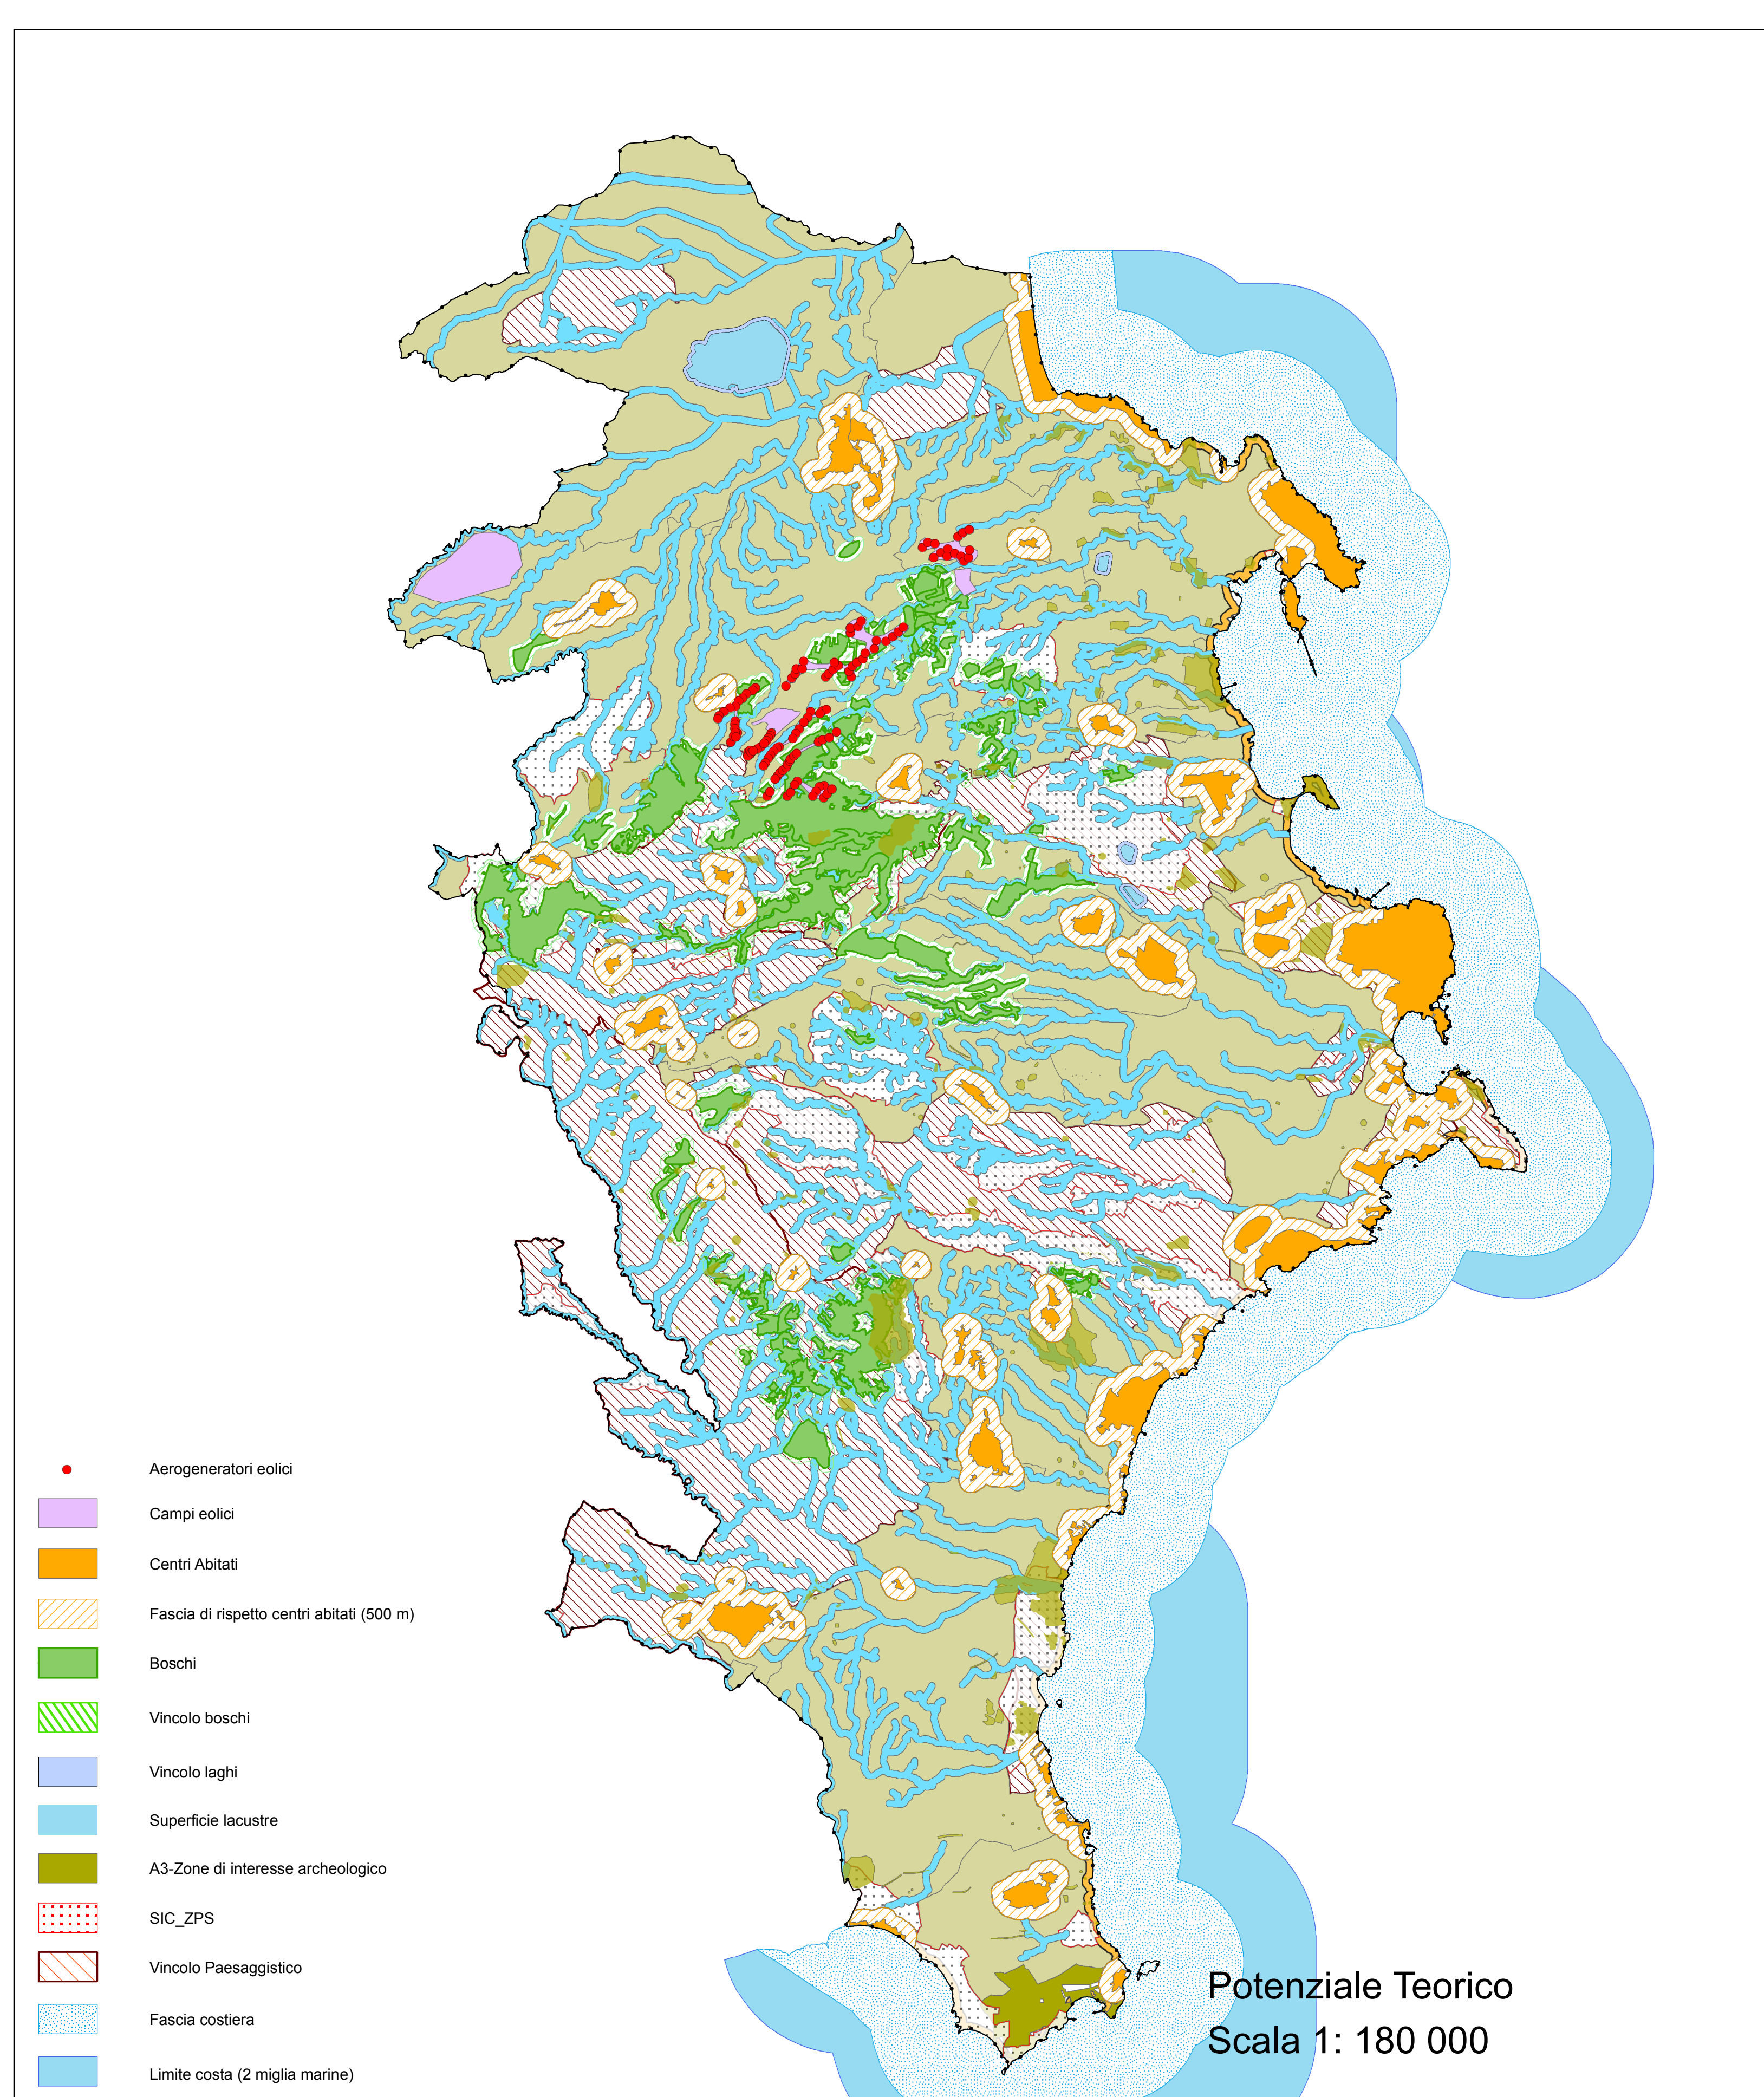 Aerogeneratori eolici
Campi eolici
Centri Abitati
Fascia di rispetto centri abitati (500 m)
Boschi
Vincolo boschi
Vincolo laghi
Superficie lacustre
A3-Zone di interesse archeologico
SIC_ZPS
Vincolo Paesaggistico
Fascia costiera
Limite costa (2 miglia marine)
Potenziale Teorico
Scala 1: 180 000